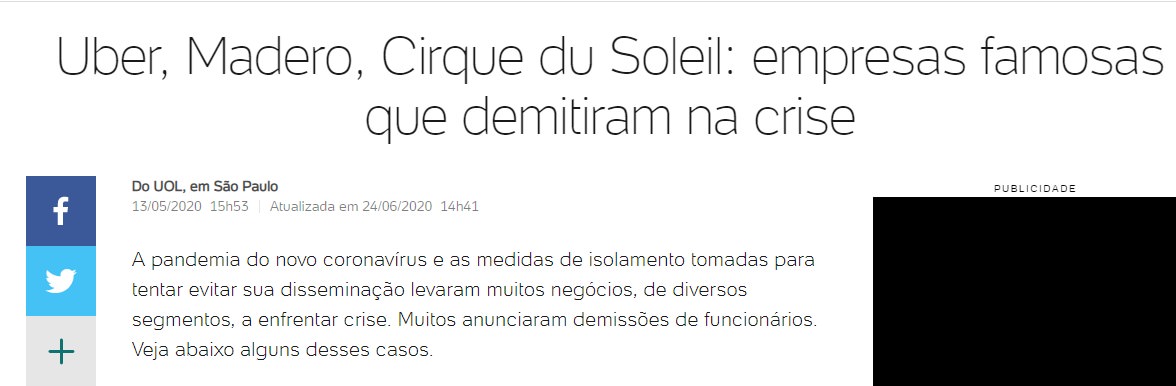 Uber, Madero, Cirque du Soleil: empresas famosas
que demitiram na crise
Do UOL, em São Paulo
13/05/2020 15h53 | Atualizada em 24/06/2020 14h41
PUBLICIDADE
A pandemia do novo coronavírus e as medidas de isolamento tomadas para
tentar evitar sua disseminação levaram muitos negócios, de diversos
segmentos, a enfrentar crise. Muitos anunciaram demissões de funcionários.
Veja abaixo alguns desses casos.